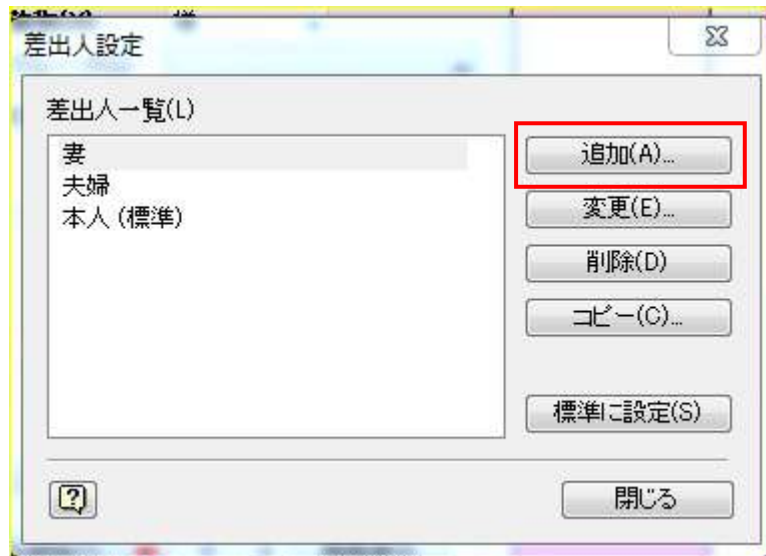 差出人設定
差出人一覧(L)
妻
夫婦
本人 (標準)
追加(A)...
変更(E)...
削除(D)
コピー(C)...
標準に設定(S)
閉じる